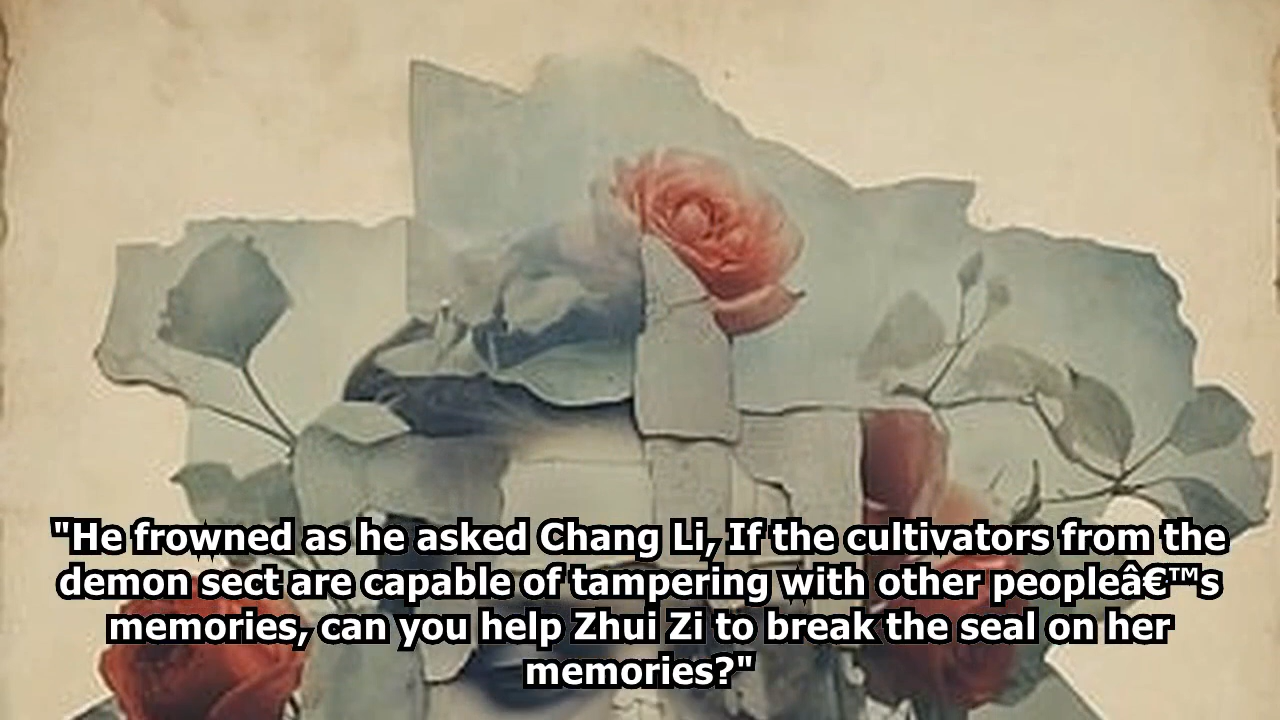 "He frowned as he asked Chang Li, If the cultivators from the
demon sect are capable of tampering with other peopleâ€™s
memories, can you help Zhui Zi to break the seal on her
memories?"